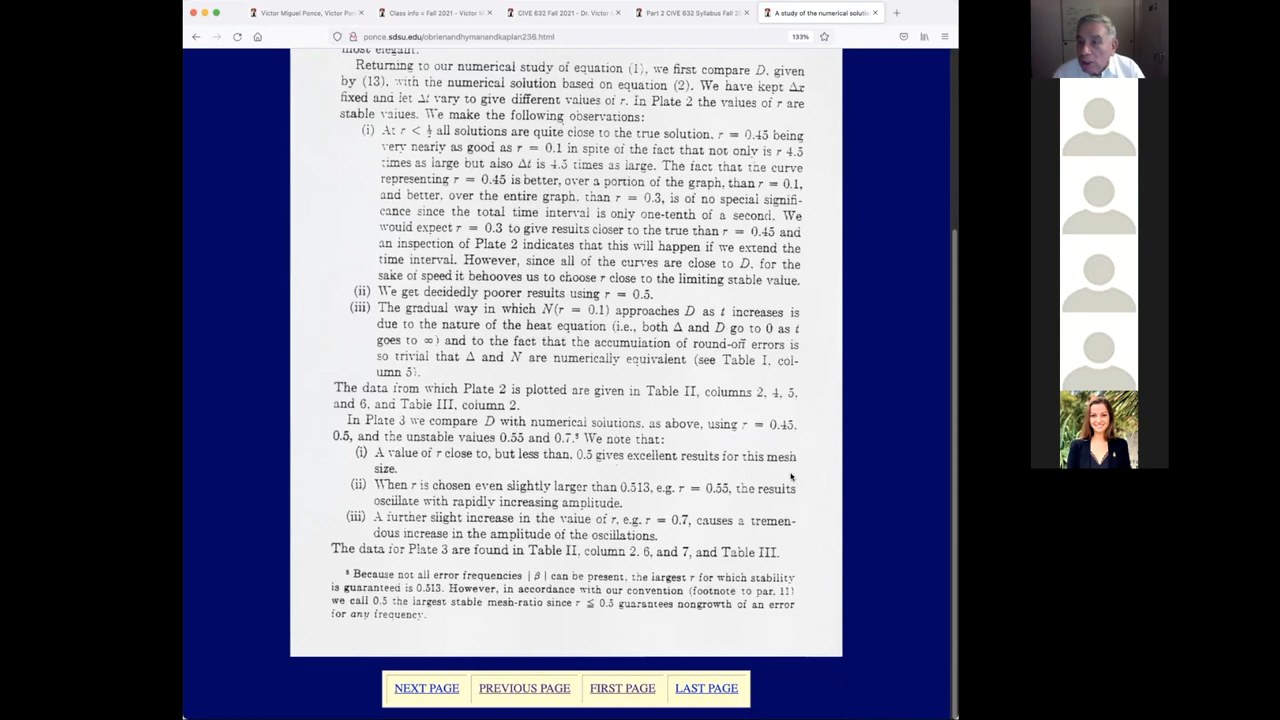 Victor Miguel Ponce, Victor Pon
Class info = Fall 2021 - Victor M
CIVE 632 Fall 2021 - Dr. Victor
Part 2 CIVE 632 Syllabus Fall 2
A study of the numerical soluti
ponce.sdsu.edu/obrienandhymanandkaplan236.html
133%
most elegant.
Returning to our numerical study of equation (1), we first compare D, given
by (13), with the numerical solution based on equation (2). We have kept Δx
fixed and let Δt vary to give different values of r. In Plate 2 the values of r are
stable values. We make the following observations:
(i) At r < ½ all solutions are quite close to the true solution, r = 0.45 being
very nearly as good as r = 0.1 in spite of the fact that not only is r 4.5
times as large but also Δt is 4.5 times as large. The fact that the curve
representing r = 0.45 is better, over a portion of the graph, than r = 0.1,
and better, over the entire graph, than r = 0.3, is of no special signifi-
cance since the total time interval is only one-tenth of a second. We
would expect r = 0.3 to give results closer to the true than r = 0.45 and
an inspection of Plate 2 indicates that this will happen if we extend the
time interval. However, since all of the curves are close to D, for the
sake of speed it behooves us to choose r close to the limiting stable value.
(ii) We get decidedly poorer results using r = 0.5.
(iii) The gradual way in which N(r = 0.1) approaches D as t increases is
due to the nature of the heat equation (i.e., both Δ and D go to 0 as t
goes to ∞) and to the fact that the accumulation of round-off errors is
so trivial that Δ and N are numerically equivalent (see Table I, col-
umn 5).
The data from which Plate 2 is plotted are given in Table II, columns 2, 4, 5,
and 6, and Table III, column 2.
In Plate 3 we compare D with numerical solutions, as above, using r = 0.45,
0.5, and the unstable values 0.55 and 0.7.⁸ We note that:
(i) A value of r close to, but less than, 0.5 gives excellent results for this mesh
size.
(ii) When r is chosen even slightly larger than 0.513, e.g. r = 0.55, the results
oscillate with rapidly increasing amplitude.
(iii) A further slight increase in the value of r, e.g. r = 0.7, causes a tremen-
dous increase in the amplitude of the oscillations.
The data for Plate 3 are found in Table II, column 2, 6, and 7, and Table III.
⁸ Because not all error frequencies | β | can be present, the largest r for which stability
is guaranteed is 0.513. However, in accordance with our convention (footnote to par. 11)
we call 0.5 the largest stable mesh-ratio since r ≦ 0.5 guarantees nongrowth of an error
for any frequency.
NEXT PAGE
PREVIOUS PAGE
FIRST PAGE
LAST PAGE